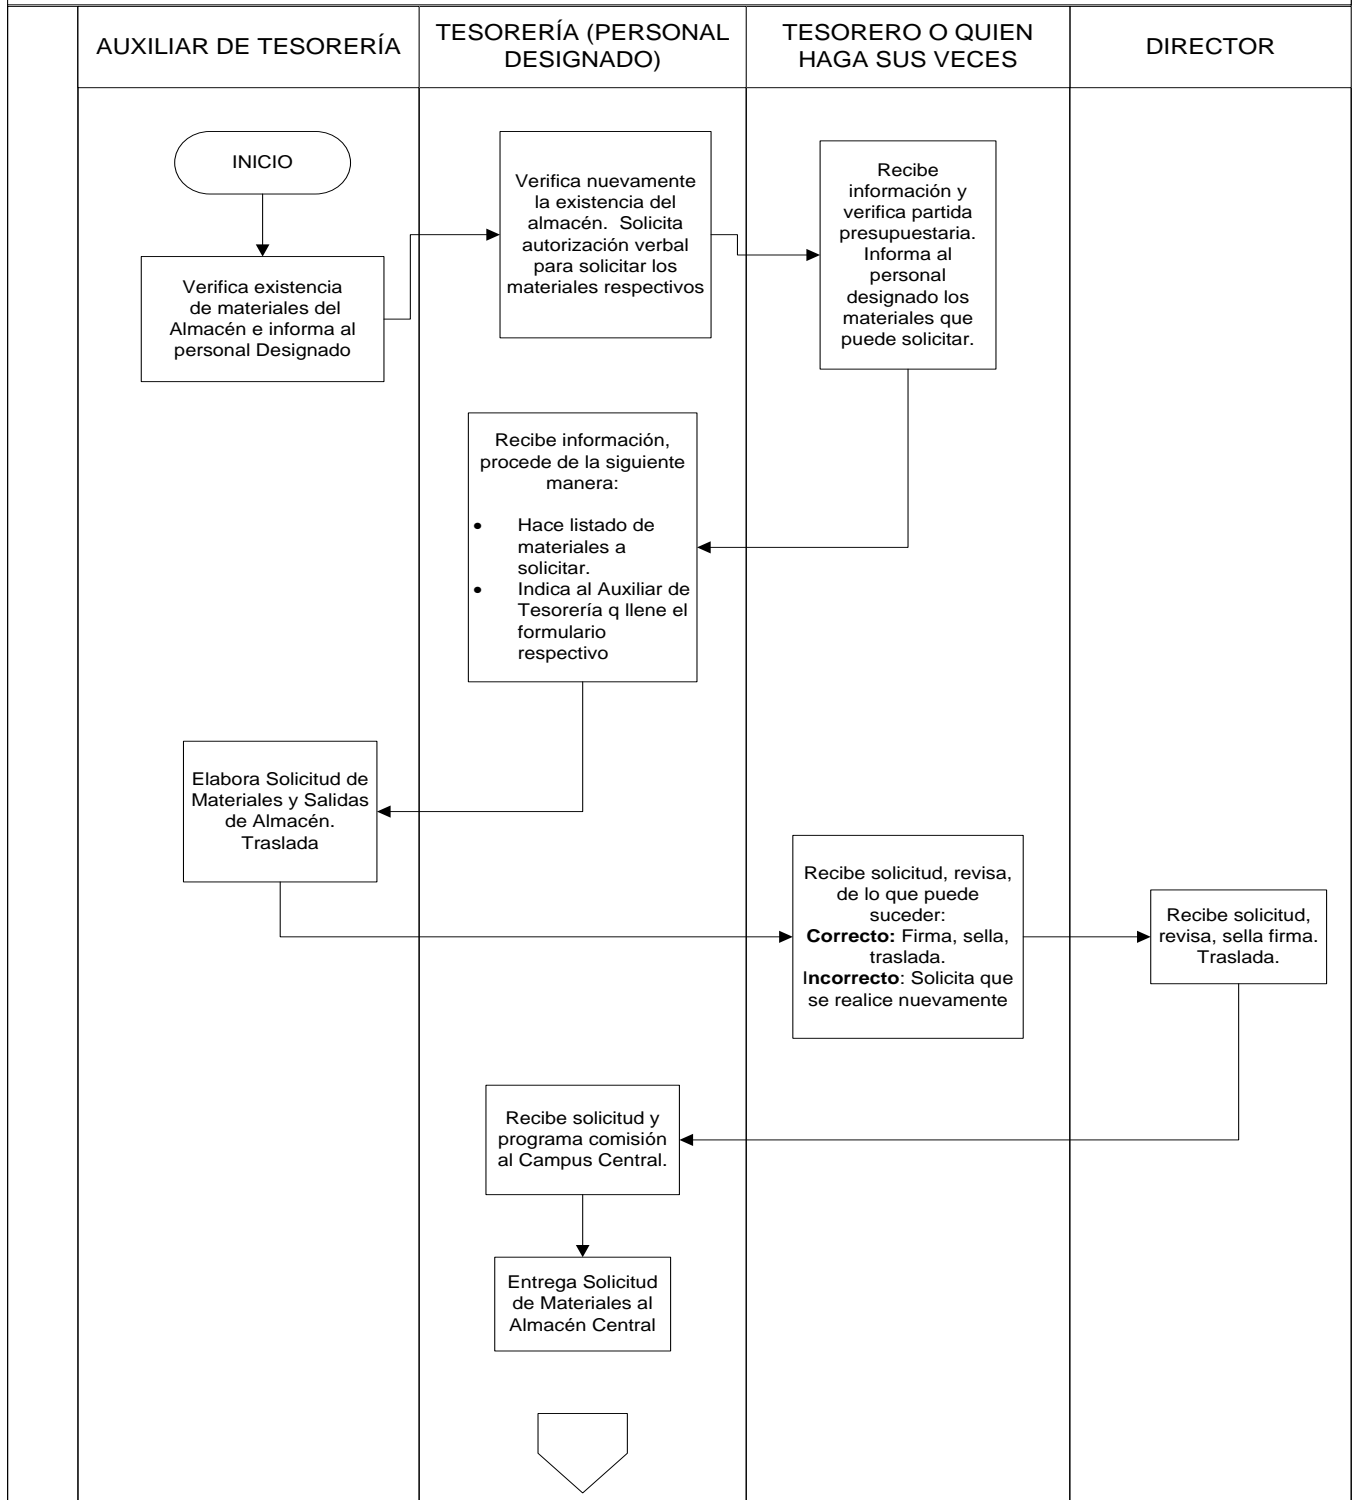 AUXILIAR DE TESORERÍA
TESORERÍA (PERSONAL
DESIGNADO)
TESORERO O QUIEN
HAGA SUS VECES
DIRECTOR
INICIO
Verifica existencia
de materiales del
Almacén e informa al
personal Designado
Verifica nuevamente
la existencia del
almacén. Solicita
autorización verbal
para solicitar los
materiales respectivos
Recibe
información y
verifica partida
presupuestaria.
Informa al
personal
designado los
materiales que
puede solicitar.
Recibe información,
procede de la siguiente
manera:
• Hace listado de
materiales a
solicitar.
• Indica al Auxiliar de
Tesorería q llene el
formulario
respectivo
Elabora Solicitud de
Materiales y Salidas
de Almacén.
Traslada
Recibe solicitud, revisa,
de lo que puede
suceder:
Correcto: Firma, sella,
traslada.
Incorrecto: Solicita que
se realice nuevamente
Recibe solicitud,
revisa, sella firma.
Traslada.
Recibe solicitud y
programa comisión
al Campus Central.
Entrega Solicitud
de Materiales al
Almacén Central